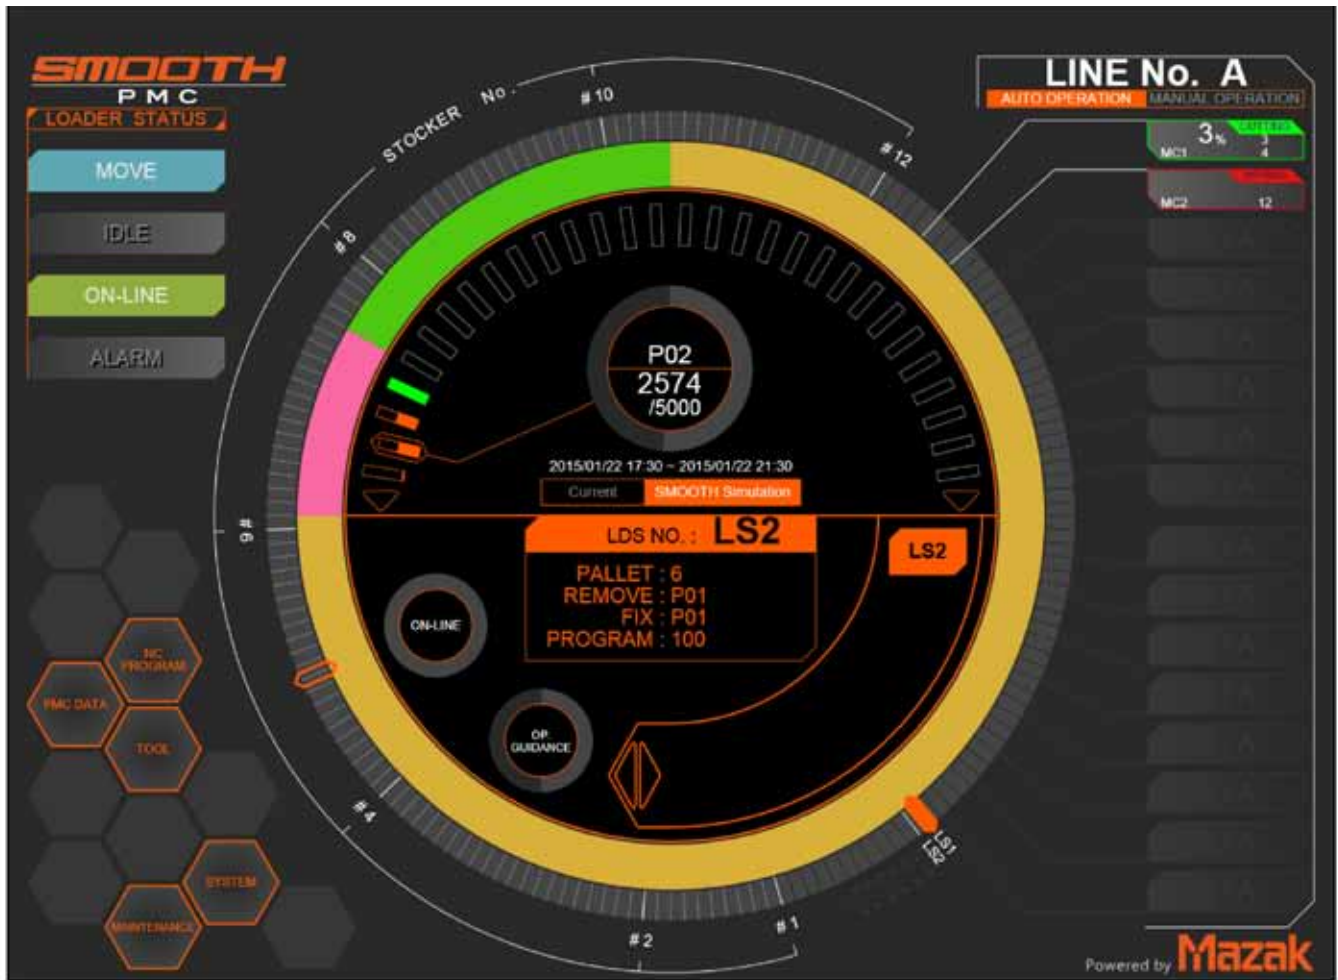 SMOOTH
PMC
LOADER STATUS
MOVE
IDLE
ON-LINE
ALARM
STOCKER No.
#10
#12
#8
#6
#4
#2
#1
LS1
LS2
LINE No. A
AUTO OPERATION MANUAL OPERATION
3% CUTTING
3
MC1 4
MC2 12
P02
2574
/5000
2015/01/22 17:30 ~ 2015/01/22 21:30
Current SMOOTH Simulation
LDS NO. : LS2
PALLET : 6
REMOVE : P01
FIX : P01
PROGRAM : 100
LS2
ON-LINE
OP.
GUIDANCE
NC
PROGRAM
PMC DATA
TOOL
SYSTEM
MAINTENANCE
Powered by Mazak